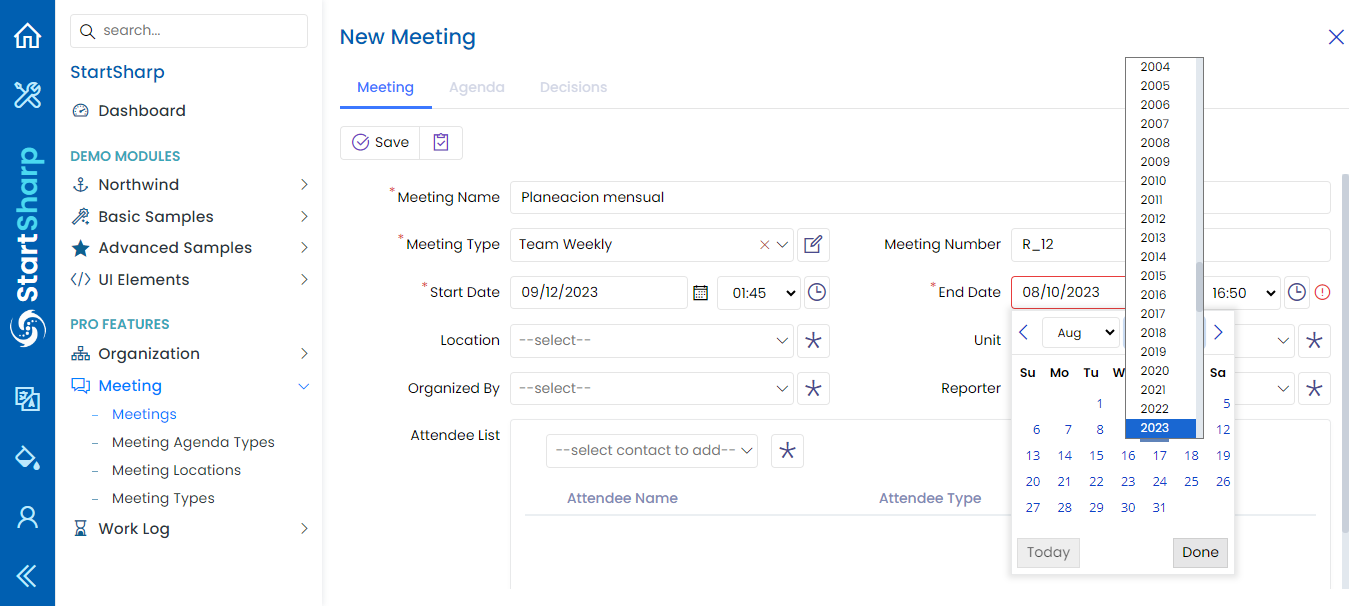 StartSharp
search...
StartSharp
Dashboard
DEMO MODULES
Northwind
Basic Samples
Advanced Samples
UI Elements
PRO FEATURES
Organization
Meeting
Meetings
Meeting Agenda Types
Meeting Locations
Meeting Types
Work Log
New Meeting
Meeting Agenda Decisions
Save
* Meeting Name Planeacion mensual
* Meeting Type Team Weekly Meeting Number R_12
* Start Date 09/12/2023 01:45 * End Date 08/10/2023 16:50
Location --select-- Unit
Organized By --select-- Reporter
Attendee List
--select contact to add--
Attendee Name Attendee Type
2004
2005
2006
2007
2008
2009
2010
2011
2012
2013
2014
2015
2016
2017
2018
2019
2020
2021
2022
2023
Aug
Su Mo Tu Sa
1 5
6 7 8 12
13 14 15 16 17 18 19
20 21 22 23 24 25 26
27 28 29 30 31
Today Done